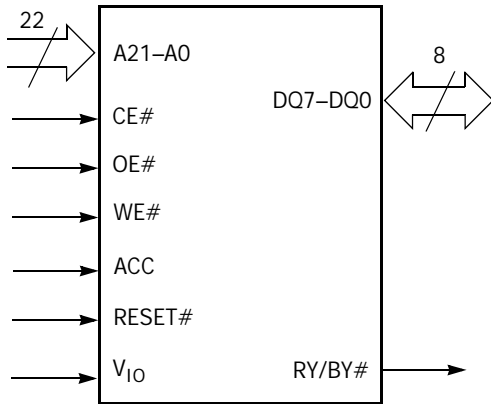 22
A21–A0
8
DQ7–DQ0
CE#
OE#
WE#
ACC
RESET#
VIO
RY/BY#